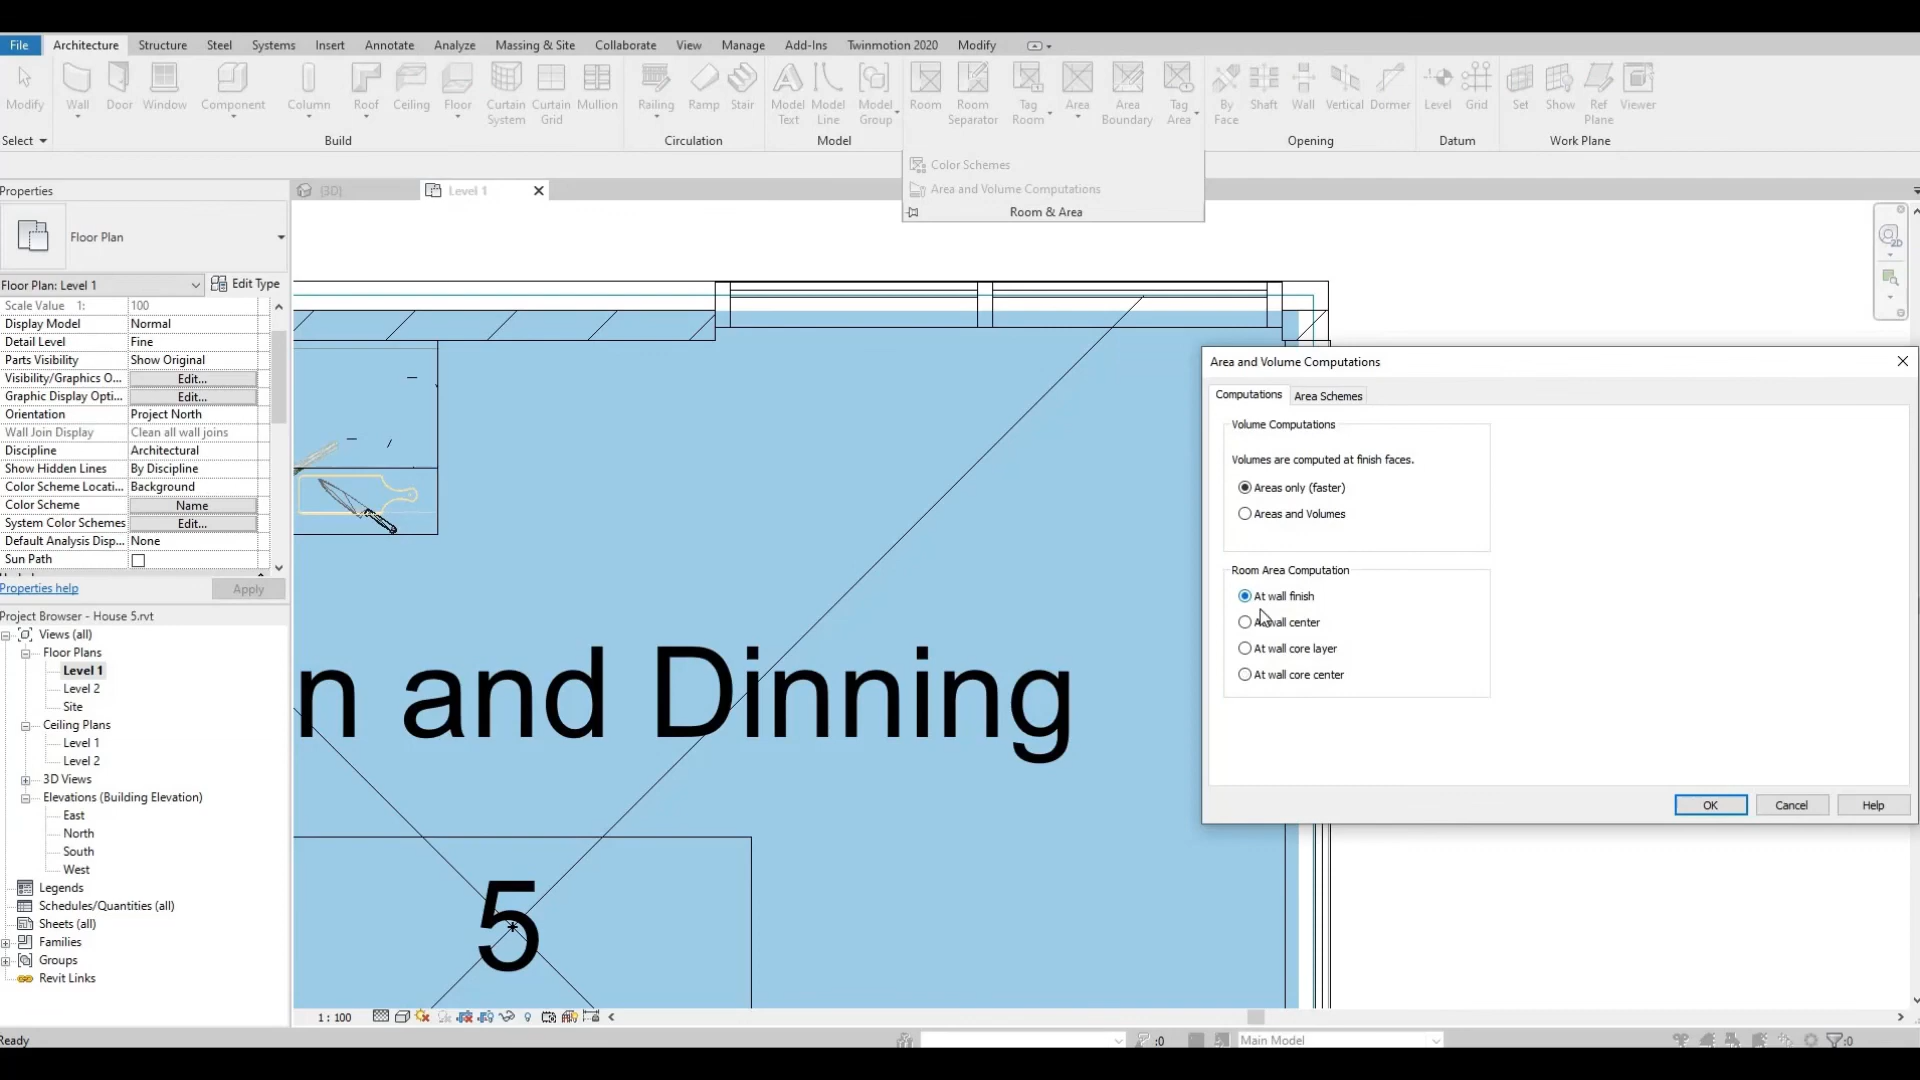 File Architecture Structure Steel Systems Insert Annotate Analyze Massing & Site Collaborate View Manage Add-Ins Twinmotion 2020 Modify
Modify Wall Door Window Component Column Roof Ceiling Floor Curtain System Curtain Grid Mullion Railing Ramp Stair Model Text Model Line Model Group Room Room Separator Tag Room Area Area Boundary Tag Area By Face Shaft Wall Vertical Dormer Level Grid Set Show Ref Plane Viewer
Select Build Circulation Model Opening Datum Work Plane
Color Schemes
Area and Volume Computations
Room & Area
Properties
(3D) Level 1
Floor Plan
Floor Plan: Level 1 Edit Type
Scale Value 1: 100
Display Model Normal
Detail Level Fine
Parts Visibility Show Original
Visibility/Graphics O... Edit...
Graphic Display Opti... Edit...
Orientation Project North
Wall Join Display Clean all wall joins
Discipline Architectural
Show Hidden Lines By Discipline
Color Scheme Locati... Background
Color Scheme Name
System Color Schemes Edit...
Default Analysis Disp... None
Sun Path
Properties help Apply
Project Browser - House 5.rvt
Views (all)
Floor Plans
Level 1
Level 2
Site
Ceiling Plans
Level 1
Level 2
3D Views
Elevations (Building Elevation)
East
North
South
West
Legends
Schedules/Quantities (all)
Sheets (all)
Families
Groups
Revit Links
n and Dinning
5
Area and Volume Computations
Computations Area Schemes
Volume Computations
Volumes are computed at finish faces.
Areas only (faster)
Areas and Volumes
Room Area Computation
At wall finish
At wall center
At wall core layer
At wall core center
OK Cancel Help
2D
1 : 100
Ready :0 Main Model :0